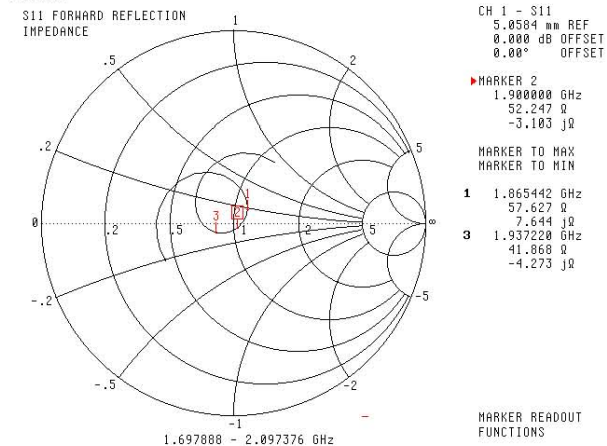 S11 FORWARD REFLECTION
IMPEDANCE
CH 1 - S11
5.0584 mm REF
0.000 dB OFFSET
0.00° OFFSET
MARKER 2
1.900000 GHz
52.247 Ω
-3.103 jΩ
MARKER TO MAX
MARKER TO MIN
1 1.865442 GHz
57.627 Ω
7.644 jΩ
3 1.937220 GHz
41.868 Ω
-4.273 jΩ
MARKER READOUT
FUNCTIONS
1
.5
2
.2
5
1
2
3
0
.2
.5
1
2
5
∞
-.2
-5
-.5
-2
-1
1.697888 - 2.097376 GHz